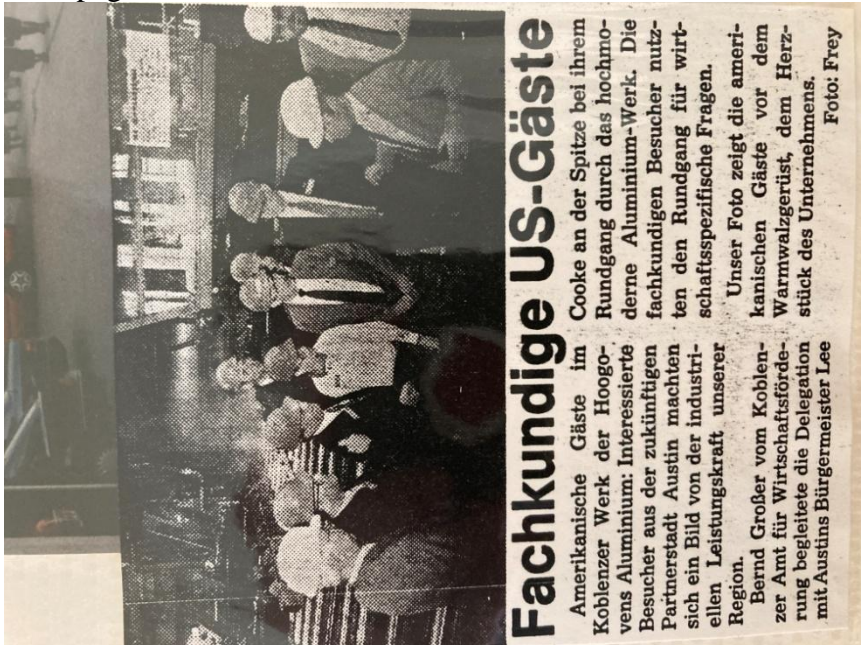 Fachkundige US-Gäste
Amerikanische Gäste im
Koblenzer Werk der Hoogo-
vens Aluminium: Interessierte
Besucher aus der zukünftigen
Partnerstadt Austin machten
sich ein Bild von der industri-
ellen Leistungskraft unserer
Region.
Bernd Großer vom Koblen-
zer Amt für Wirtschaftsförde-
rung begleitete die Delegation
mit Austins Bürgermeister Lee
Cooke an der Spitze bei ihrem
Rundgang durch das hochmo-
derne Aluminium-Werk. Die
fachkundigen Besucher nutz-
ten den Rundgang für wirt-
schaftsspezifische Fragen.
Unser Foto zeigt die ameri-
kanischen Gäste vor dem
Warmwalzgerüst, dem Herz-
stück des Unternehmens.
Foto: Frey